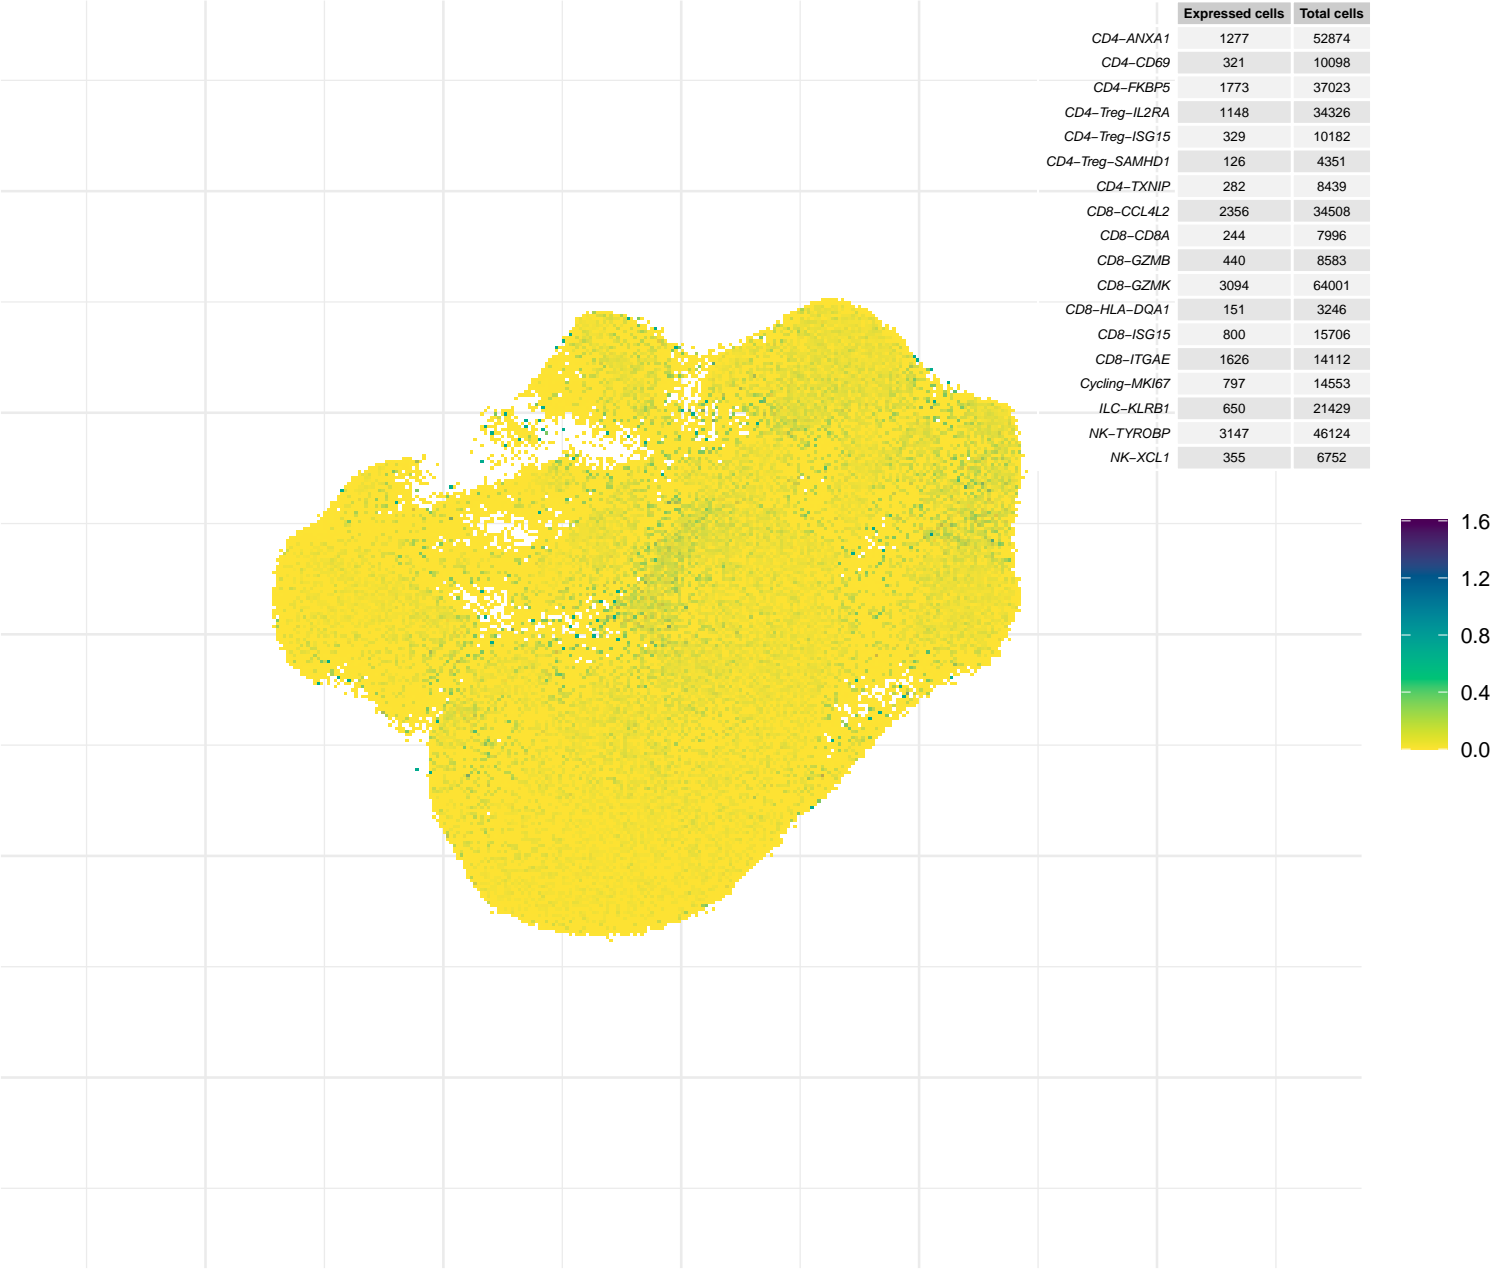 Expressed cells Total cells
CD4−ANXA1 1277 52874
CD4−CD69 321 10098
CD4−FKBP5 1773 37023
CD4−Treg−IL2RA 1148 34326
CD4−Treg−ISG15 329 10182
CD4−Treg−SAMHD1 126 4351
CD4−TXNIP 282 8439
CD8−CCL4L2 2356 34508
CD8−CD8A 244 7996
CD8−GZMB 440 8583
CD8−GZMK 3094 64001
CD8−HLA−DQA1 151 3246
CD8−ISG15 800 15706
CD8−ITGAE 1626 14112
Cycling−MKI67 797 14553
ILC−KLRB1 650 21429
NK−TYROBP 3147 46124
NK−XCL1 355 6752
1.6
1.2
0.8
0.4
0.0